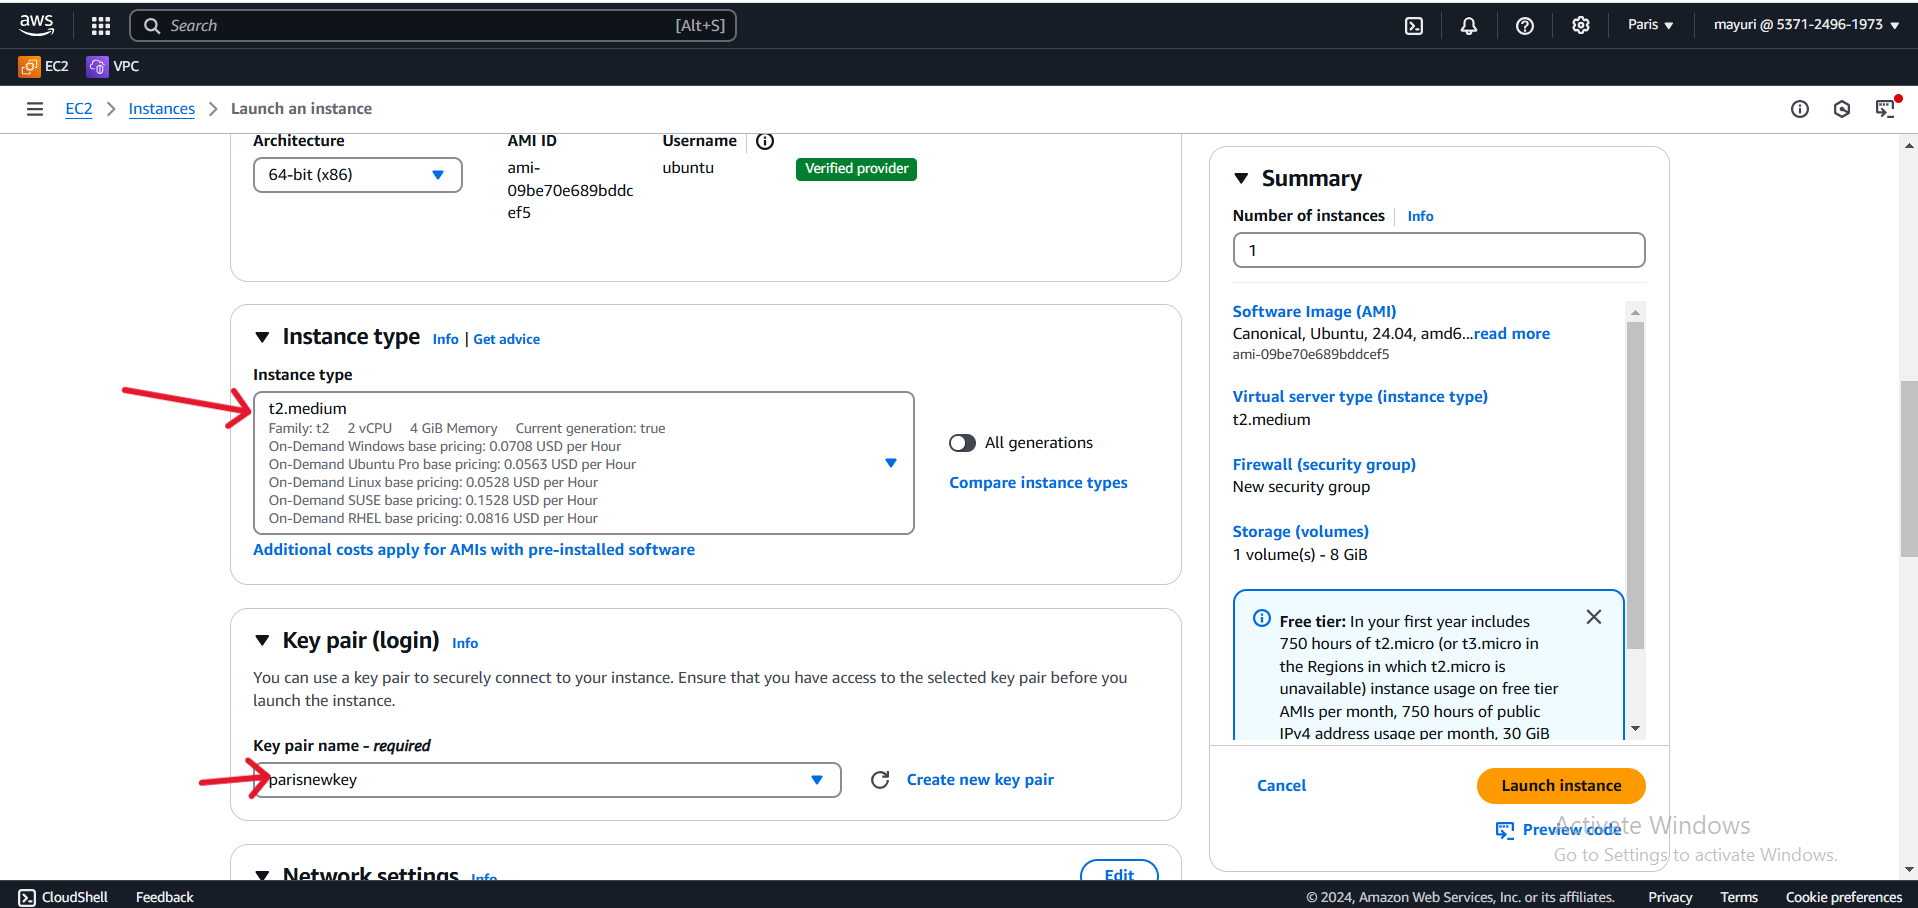 aws
Search [Alt+S]
Paris
mayuri @ 5371-2496-1973
EC2 VPC
EC2 > Instances > Launch an instance
Architecture
64-bit (x86)
AMI ID
ami-
09be70e689bddc
ef5
Username
ubuntu
Verified provider
Instance type Info | Get advice
Instance type
t2.medium
Family: t2 2 vCPU 4 GiB Memory Current generation: true
On-Demand Windows base pricing: 0.0708 USD per Hour
On-Demand Ubuntu Pro base pricing: 0.0563 USD per Hour
On-Demand Linux base pricing: 0.0528 USD per Hour
On-Demand SUSE base pricing: 0.1528 USD per Hour
On-Demand RHEL base pricing: 0.0816 USD per Hour
All generations
Compare instance types
Additional costs apply for AMIs with pre-installed software
Key pair (login) Info
You can use a key pair to securely connect to your instance. Ensure that you have access to the selected key pair before you
launch the instance.
Key pair name - required
parisnewkey
Create new key pair
Network settings Info
Edit
Summary
Number of instances Info
1
Software Image (AMI)
Canonical, Ubuntu, 24.04, amd6...read more
ami-09be70e689bddcef5
Virtual server type (instance type)
t2.medium
Firewall (security group)
New security group
Storage (volumes)
1 volume(s) - 8 GiB
Free tier: In your first year includes
750 hours of t2.micro (or t3.micro in
the Regions in which t2.micro is
unavailable) instance usage on free tier
AMIs per month, 750 hours of public
IPv4 address usage per month, 30 GiB
Cancel
Launch instance
Preview code
Activate Windows
Go to Settings to activate Windows.
CloudShell Feedback
© 2024, Amazon Web Services, Inc. or its affiliates. Privacy Terms Cookie preferences